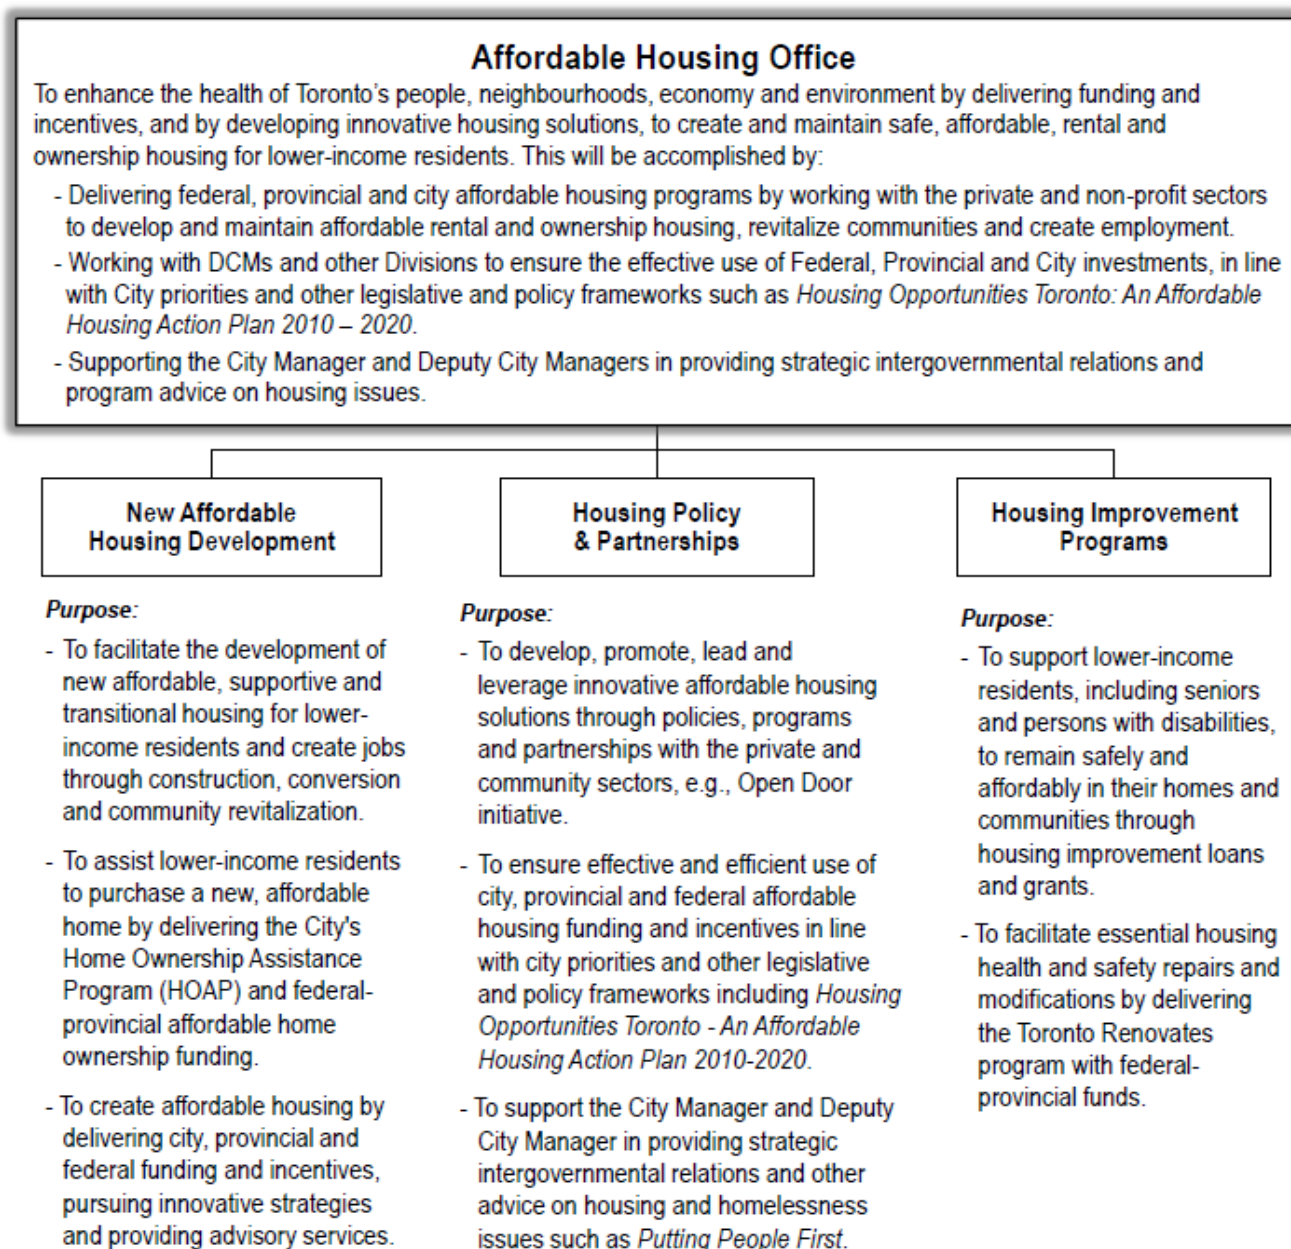 Affordable Housing Office
To enhance the health of Toronto's people, neighbourhoods, economy and environment by delivering funding and
incentives, and by developing innovative housing solutions, to create and maintain safe, affordable, rental and
ownership housing for lower-income residents. This will be accomplished by:
- Delivering federal, provincial and city affordable housing programs by working with the private and non-profit sectors
to develop and maintain affordable rental and ownership housing, revitalize communities and create employment.
- Working with DCMs and other Divisions to ensure the effective use of Federal, Provincial and City investments, in line
with City priorities and other legislative and policy frameworks such as Housing Opportunities Toronto: An Affordable
Housing Action Plan 2010 – 2020.
- Supporting the City Manager and Deputy City Managers in providing strategic intergovernmental relations and
program advice on housing issues.
New Affordable
Housing Development
Purpose:
- To facilitate the development of
new affordable, supportive and
transitional housing for lower-
income residents and create jobs
through construction, conversion
and community revitalization.
- To assist lower-income residents
to purchase a new, affordable
home by delivering the City's
Home Ownership Assistance
Program (HOAP) and federal-
provincial affordable home
ownership funding.
- To create affordable housing by
delivering city, provincial and
federal funding and incentives,
pursuing innovative strategies
and providing advisory services.
Housing Policy
& Partnerships
Purpose:
- To develop, promote, lead and
leverage innovative affordable housing
solutions through policies, programs
and partnerships with the private and
community sectors, e.g., Open Door
initiative.
- To ensure effective and efficient use of
city, provincial and federal affordable
housing funding and incentives in line
with city priorities and other legislative
and policy frameworks including Housing
Opportunities Toronto - An Affordable
Housing Action Plan 2010-2020.
- To support the City Manager and Deputy
City Manager in providing strategic
intergovernmental relations and other
advice on housing and homelessness
issues such as Putting People First.
Housing Improvement
Programs
Purpose:
- To support lower-income
residents, including seniors
and persons with disabilities,
to remain safely and
affordably in their homes and
communities through
housing improvement loans
and grants.
- To facilitate essential housing
health and safety repairs and
modifications by delivering
the Toronto Renovates
program with federal-
provincial funds.